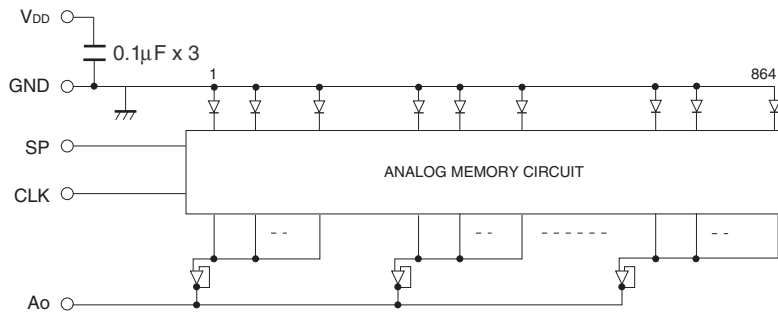 VDD
0.1μF x 3
1
864
GND
SP
ANALOG MEMORY CIRCUIT
CLK
Ao